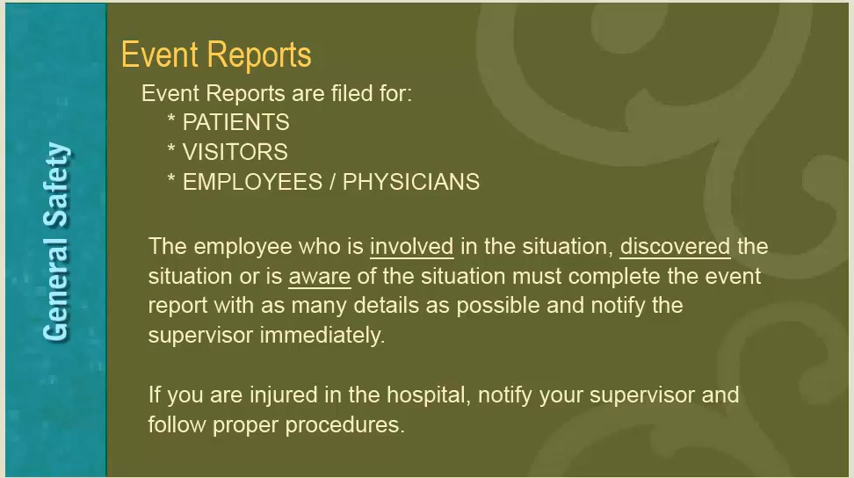 General Safety
Event Reports
Event Reports are filed for:
* PATIENTS
* VISITORS
* EMPLOYEES / PHYSICIANS
The employee who is involved in the situation, discovered the
situation or is aware of the situation must complete the event
report with as many details as possible and notify the
supervisor immediately.
If you are injured in the hospital, notify your supervisor and
follow proper procedures.